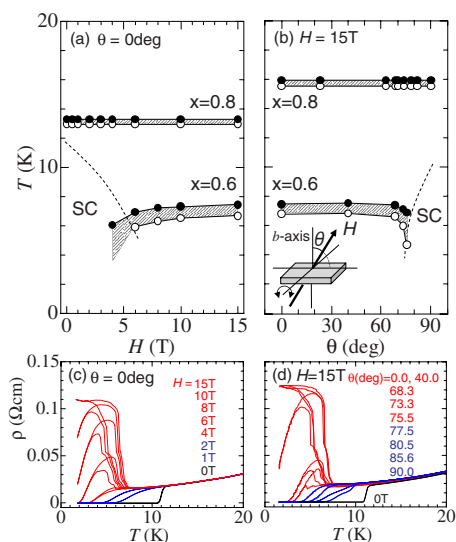 (a) θ = 0deg
x=0.8
x=0.6
SC
T (K)
20
10
0
0 5 10 15
H (T)
(b) H = 15T
x=0.8
x=0.6
SC
b-axis
θ
H
0 30 60 90
θ (deg)
(c) θ = 0deg
H = 15T
10T
8T
6T
4T
2T
1T
0T
ρ (Ωcm)
0.15
0.1
0.05
0
0 10 20
T (K)
(d) H=15T
θ(deg)=0.0, 40.0
68.3
73.3
75.5
77.5
80.5
85.6
90.0
0T
0 10 20
T (K)